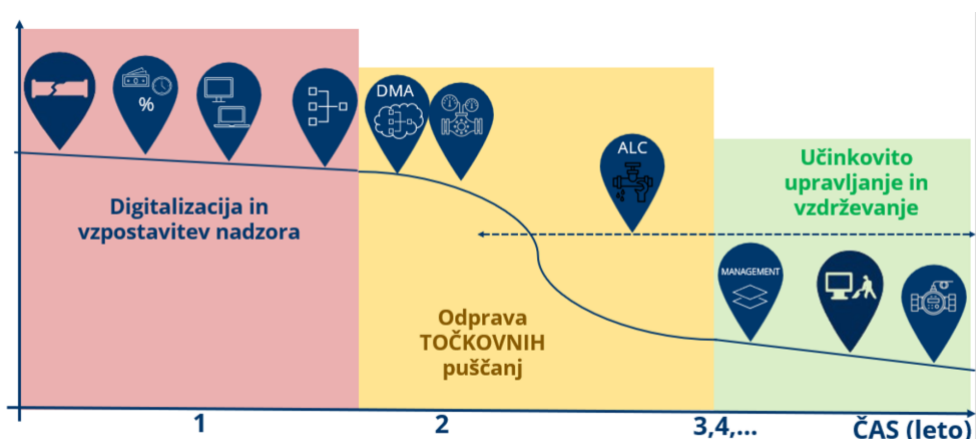 %
DMA
ALC
Digitalizacija in
vzpostavitev nadzora
Odprava
TOČKOVNIH
puščanj
Učinkovito
upravljanje in
vzdrževanje
MANAGEMENT
1
2
3,4,...
ČAS (leto)